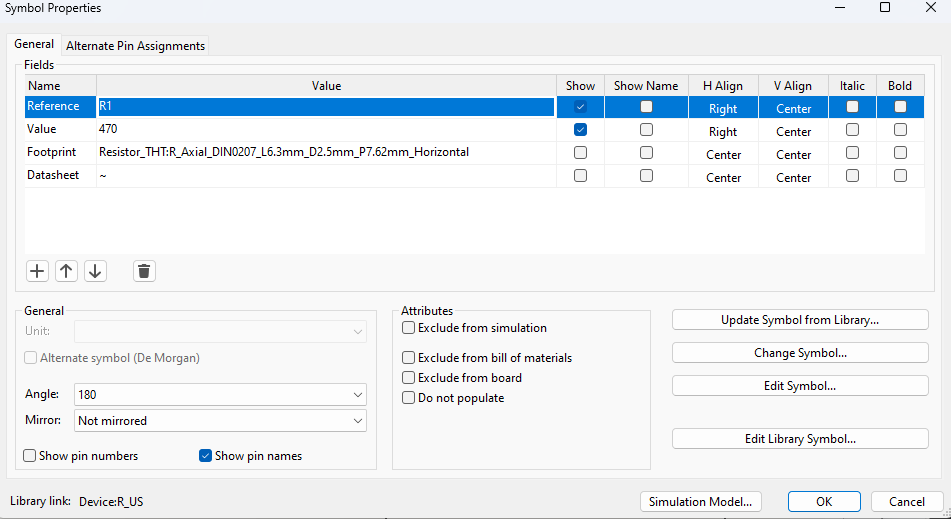 Symbol Properties
General Alternate Pin Assignments
Fields
Name Value Show Show Name H Align V Align Italic Bold
Reference R1 Right Center
Value 470 Right Center
Footprint Resistor_THT:R_Axial_DIN0207_L6.3mm_D2.5mm_P7.62mm_Horizontal Center Center
Datasheet ~ Center Center
General
Unit:
Alternate symbol (De Morgan)
Angle: 180
Mirror: Not mirrored
Show pin numbers Show pin names
Attributes
Exclude from simulation
Exclude from bill of materials
Exclude from board
Do not populate
Update Symbol from Library...
Change Symbol...
Edit Symbol...
Edit Library Symbol...
Library link: Device:R_US
Simulation Model... OK Cancel